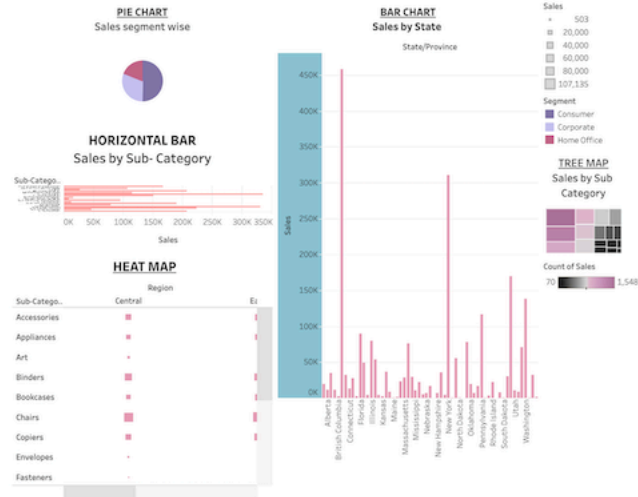 PIE CHART
Sales segment wise
HORIZONTAL BAR
Sales by Sub- Category
Sub-Catego..
0K 50K 100K 150K 200K 250K 300K 350K
Sales
HEAT MAP
Region
Sub-Catego.. Central
Accessories
Appliances
Art
Binders
Bookcases
Chairs
Copiers
Envelopes
Fasteners
BAR CHART
Sales by State
State/Province
450K
400K
350K
300K
250K
200K
150K
100K
50K
0K
Sales
Alberta
British Columbia
Connecticut
Florida
Illinois
Kansas
Maine
Massachusetts
Mississippi
Nebraska
New Hampshire
New York
North Dakota
Oklahoma
Pennsylvania
Rhode Island
South Dakota
Utah
Washington
Sales
503
20,000
40,000
60,000
80,000
107,135
Segment
Consumer
Corporate
Home Office
TREE MAP
Sales by Sub
Category
Count of Sales
70 1,548